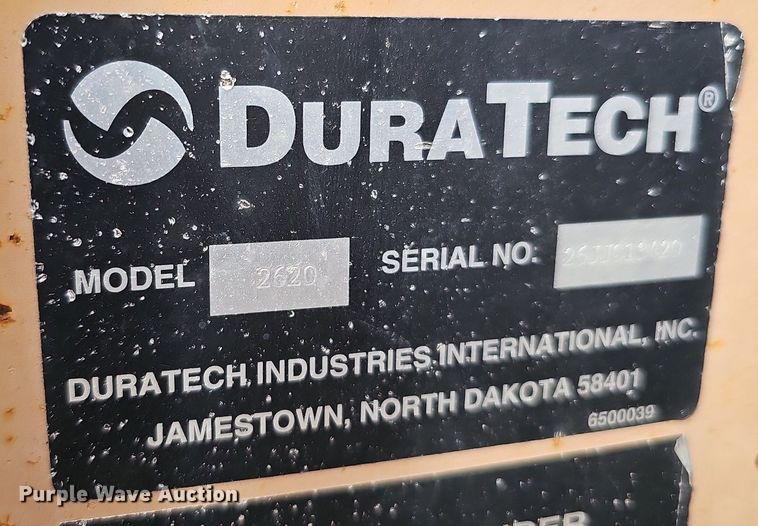 DURATECH®
MODEL 2620 SERIAL NO.
DURATECH INDUSTRIES INTERNATIONAL, INC.
JAMESTOWN, NORTH DAKOTA 58401
6500039
Purple Wave Auction